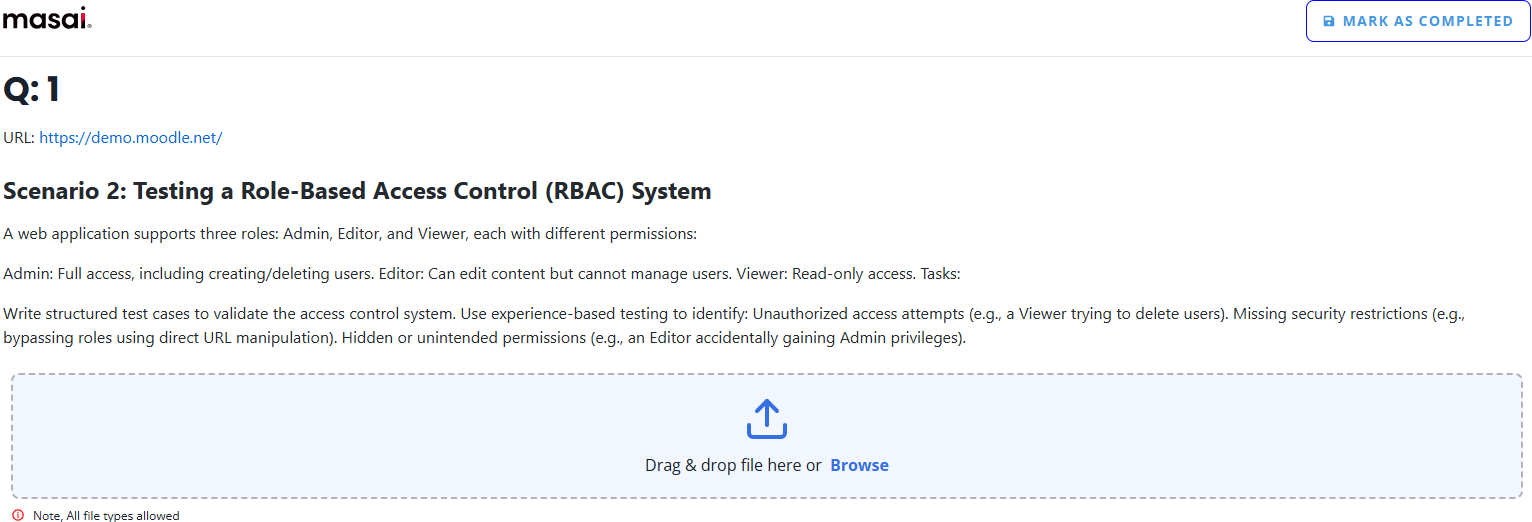 masai.
MARK AS COMPLETED
Q: 1
URL: https://demo.moodle.net/
Scenario 2: Testing a Role-Based Access Control (RBAC) System
A web application supports three roles: Admin, Editor, and Viewer, each with different permissions:
Admin: Full access, including creating/deleting users. Editor: Can edit content but cannot manage users. Viewer: Read-only access. Tasks:
Write structured test cases to validate the access control system. Use experience-based testing to identify: Unauthorized access attempts (e.g., a Viewer trying to delete users). Missing security restrictions (e.g.,
bypassing roles using direct URL manipulation). Hidden or unintended permissions (e.g., an Editor accidentally gaining Admin privileges).
Drag & drop file here or Browse
Note, All file types allowed